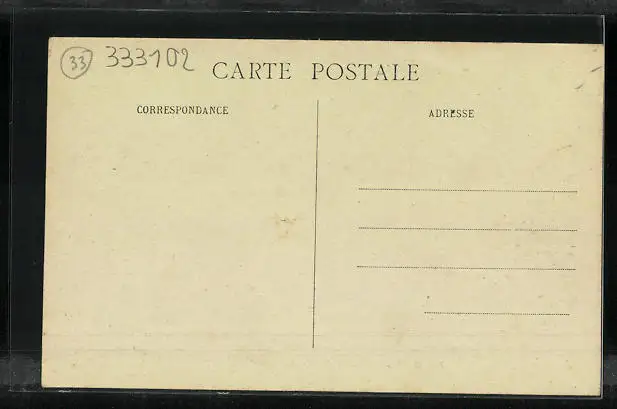 33 333102
CARTE POSTALE
CORRESPONDANCE
ADRESSE